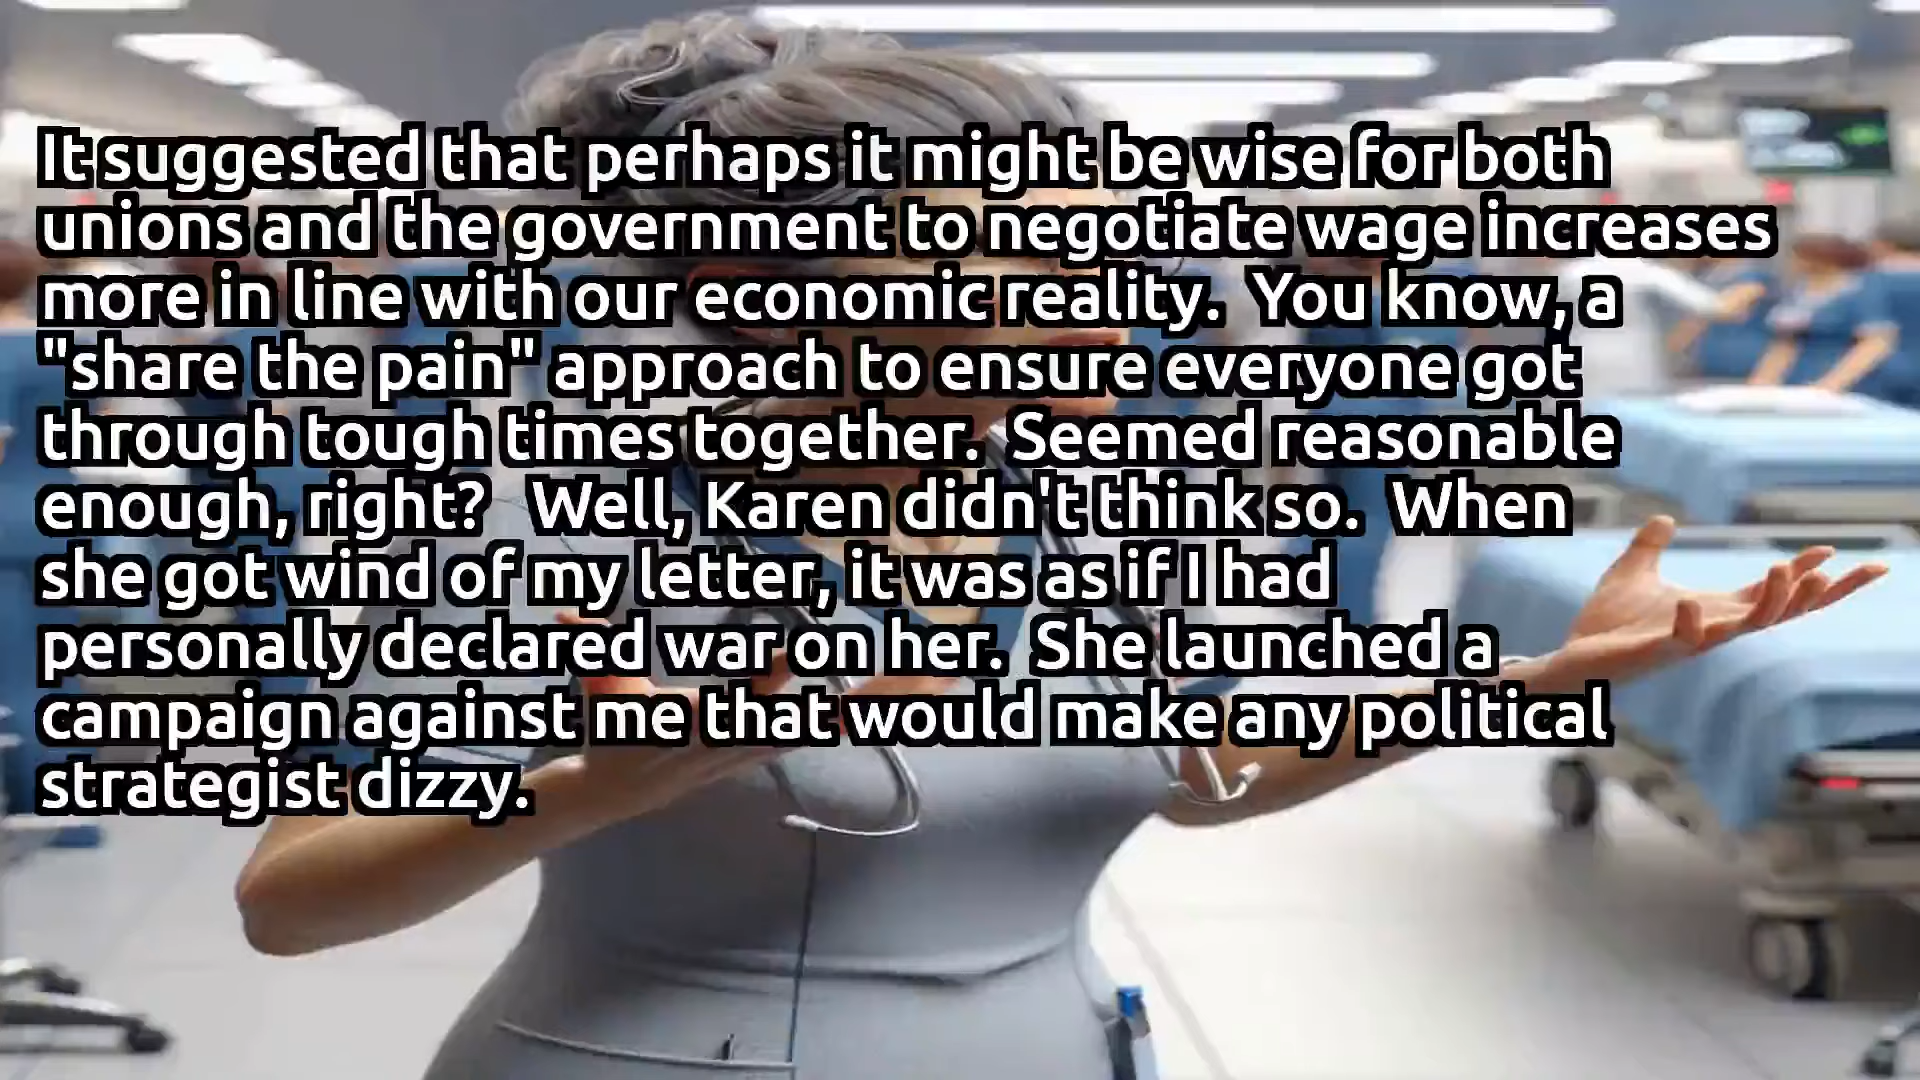 It suggested that perhaps it might be wise for both
unions and the government to negotiate wage increases
more in line with our economic reality.  You know, a
"share the pain" approach to ensure everyone got
through tough times together.  Seemed reasonable
enough, right?   Well, Karen didn't think so.  When
she got wind of my letter, it was as if I had
personally declared war on her.  She launched a
campaign against me that would make any political
strategist dizzy.